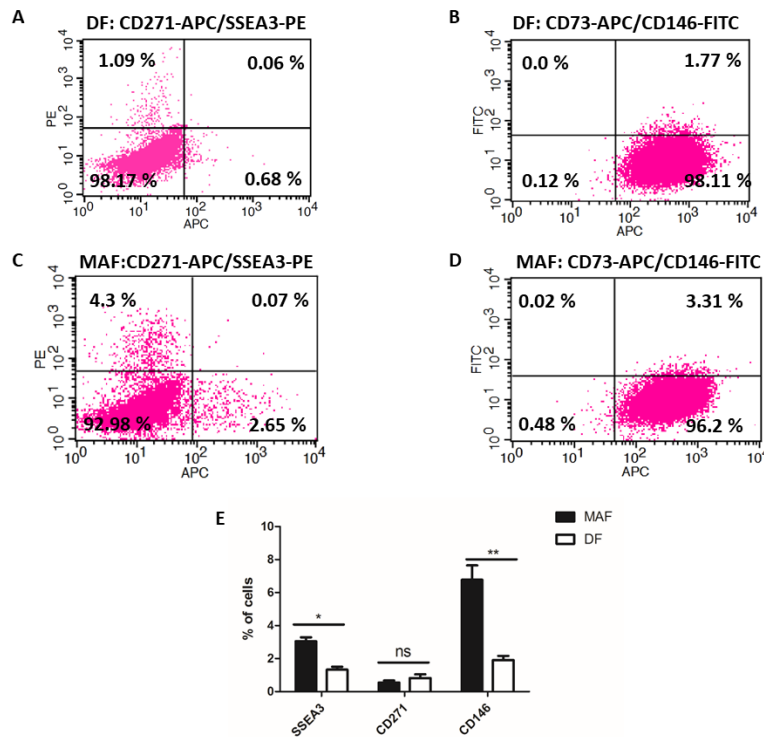 A
DF: CD271-APC/SSEA3-PE
1.09 %
0.06 %
98.17 %
0.68 %
PE
10^0 10^1 10^2 10^3 10^4
10^0 10^1 10^2 10^3 10^4
APC
B
DF: CD73-APC/CD146-FITC
0.0 %
1.77 %
0.12 %
98.11 %
FITC
10^0 10^1 10^2 10^3 10^4
10^0 10^1 10^2 10^3 10^4
APC
C
MAF:CD271-APC/SSEA3-PE
4.3 %
0.07 %
92.98 %
2.65 %
PE
10^0 10^1 10^2 10^3 10^4
10^0 10^1 10^2 10^3 10^4
APC
D
MAF: CD73-APC/CD146-FITC
0.02 %
3.31 %
0.48 %
96.2 %
FITC
10^0 10^1 10^2 10^3 10^4
10^0 10^1 10^2 10^3 10^4
APC
E
MAF
DF
% of cells
10
8
6
4
2
0
*
ns
**
SSEA3
CD271
CD146